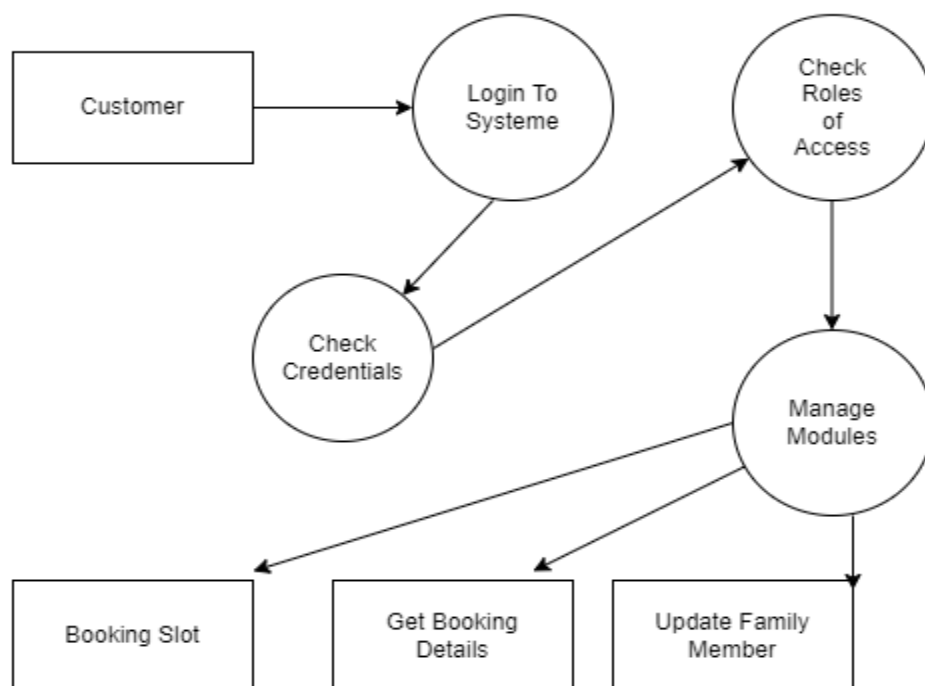 Customer
Login To
Systeme
Check
Roles
of
Access
Check
Credentials
Manage
Modules
Booking Slot
Get Booking
Details
Update Family
Member